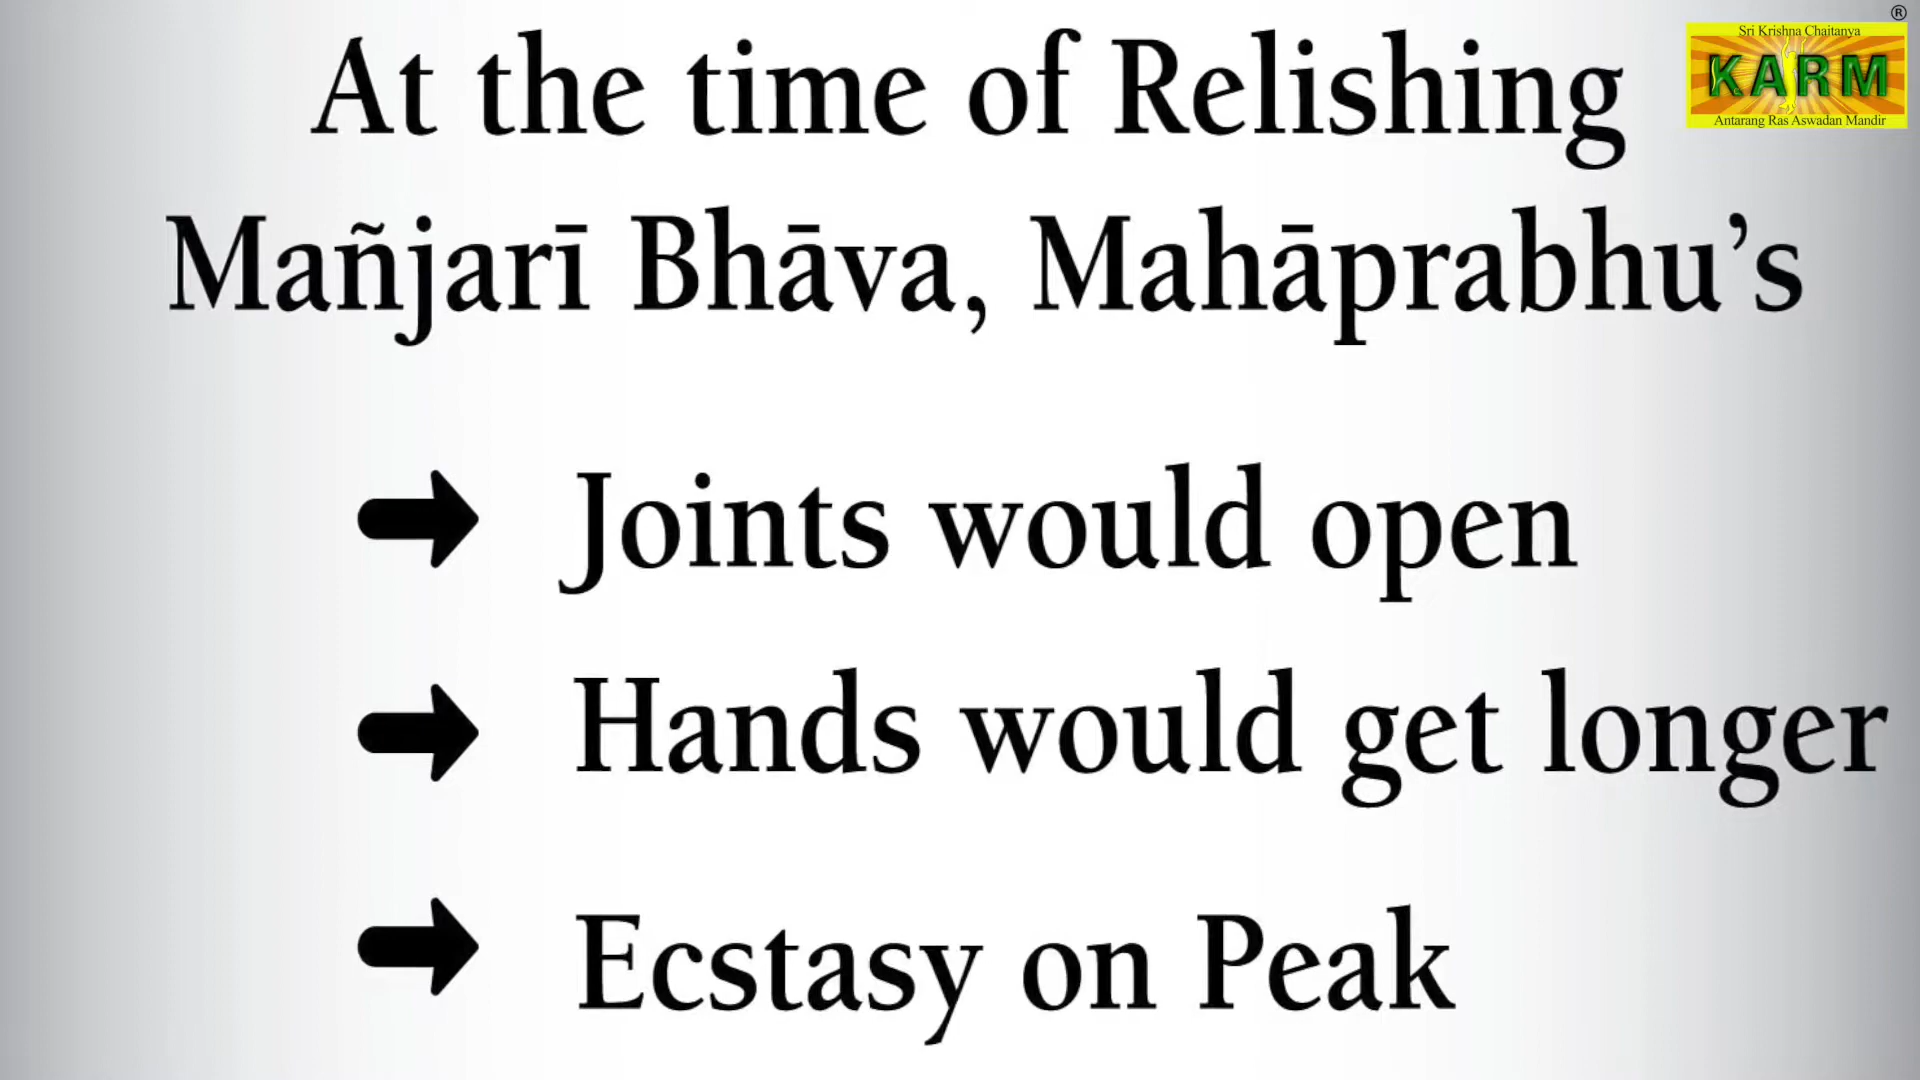 ®
Sri Krishna Chaitanya
KARM
Antarang Ras Aswadan Mandir
At the time of Relishing
Mañjarī Bhāva, Mahāprabhu’s
Joints would open
Hands would get longer
Ecstasy on Peak